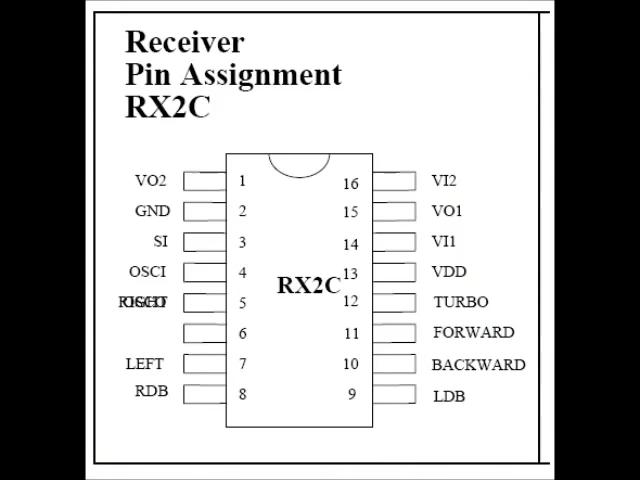 Receiver
Pin Assignment
RX2C
VO2 1 16 VI2
GND 2 15 VO1
SI 3 14 VI1
OSCI 4 13 VDD
RX2C
5 12 TURBO
6 11 FORWARD
LEFT 7 10 BACKWARD
RDB 8 9 LDB